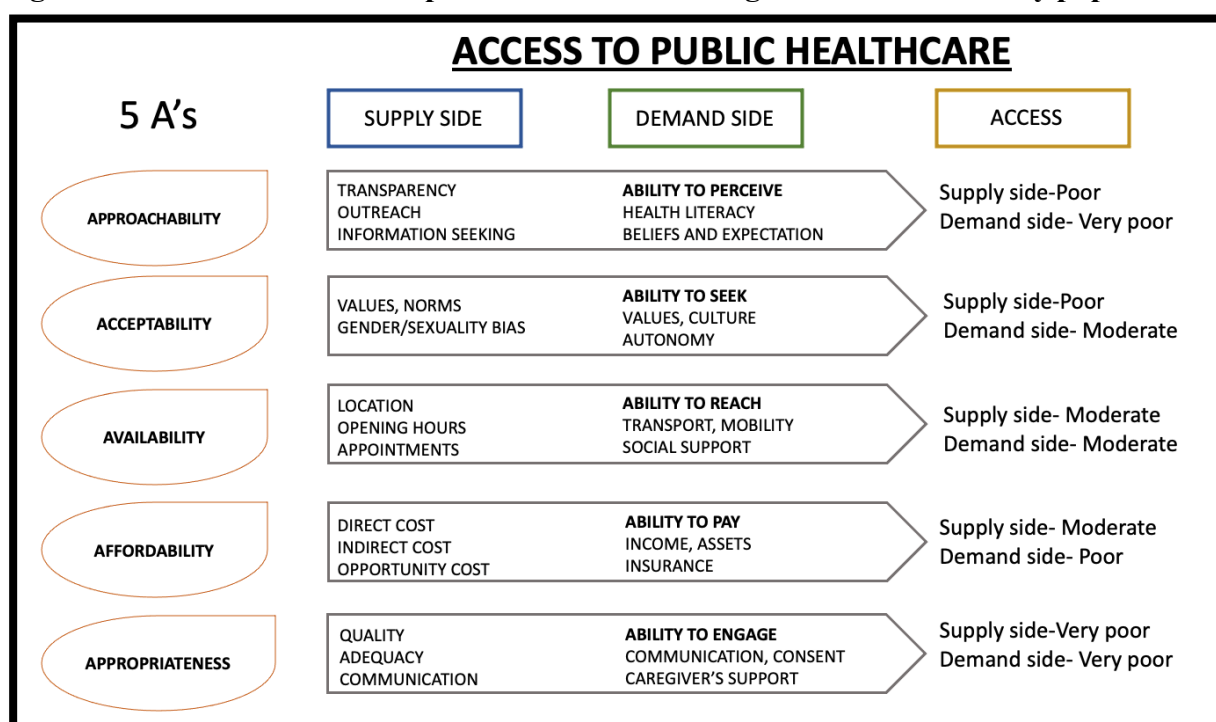 ACCESS TO PUBLIC HEALTHCARE
5 A's
SUPPLY SIDE
DEMAND SIDE
ACCESS
APPROACHABILITY
TRANSPARENCY
OUTREACH
INFORMATION SEEKING
ABILITY TO PERCEIVE
HEALTH LITERACY
BELIEFS AND EXPECTATION
Supply side-Poor
Demand side- Very poor
ACCEPTABILITY
VALUES, NORMS
GENDER/SEXUALITY BIAS
ABILITY TO SEEK
VALUES, CULTURE
AUTONOMY
Supply side-Poor
Demand side- Moderate
AVAILABILITY
LOCATION
OPENING HOURS
APPOINTMENTS
ABILITY TO REACH
TRANSPORT, MOBILITY
SOCIAL SUPPORT
Supply side- Moderate
Demand side- Moderate
AFFORDABILITY
DIRECT COST
INDIRECT COST
OPPORTUNITY COST
ABILITY TO PAY
INCOME, ASSETS
INSURANCE
Supply side- Moderate
Demand side- Poor
APPROPRIATENESS
QUALITY
ADEQUACY
COMMUNICATION
ABILITY TO ENGAGE
COMMUNICATION, CONSENT
CAREGIVER'S SUPPORT
Supply side-Very poor
Demand side- Very poor